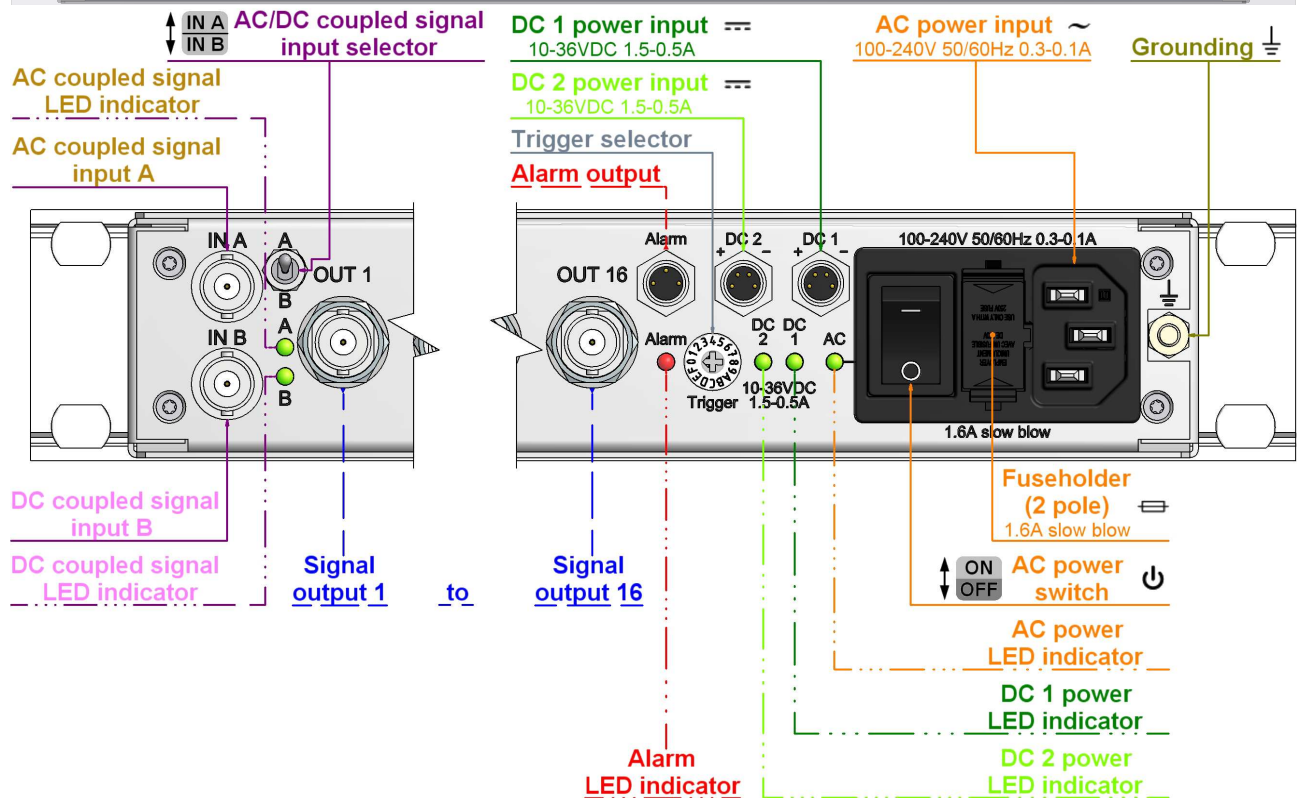 IN A
IN B
AC/DC coupled signal
input selector
DC 1 power input
10-36VDC 1.5-0.5A
AC power input ~
100-240V 50/60Hz 0.3-0.1A
Grounding
AC coupled signal
LED indicator
DC 2 power input
10-36VDC 1.5-0.5A
Trigger selector
AC coupled signal
input A
Alarm output
IN A
A
B
OUT 1
IN B
A
B
OUT 16
Alarm
DC 2
+ −
DC 1
+ −
100-240V 50/60Hz 0.3-0.1A
Alarm
0123456789ABCDEF
Trigger
DC
2
DC
1
AC
10-36VDC
1.5-0.5A
1.6A slow blow
DC coupled signal
input B
DC coupled signal
LED indicator
Signal
output 1
to
Signal
output 16
Fuseholder
(2 pole)
1.6A slow blow
ON
OFF
AC power
switch
AC power
LED indicator
DC 1 power
LED indicator
Alarm
LED indicator
DC 2 power
LED indicator